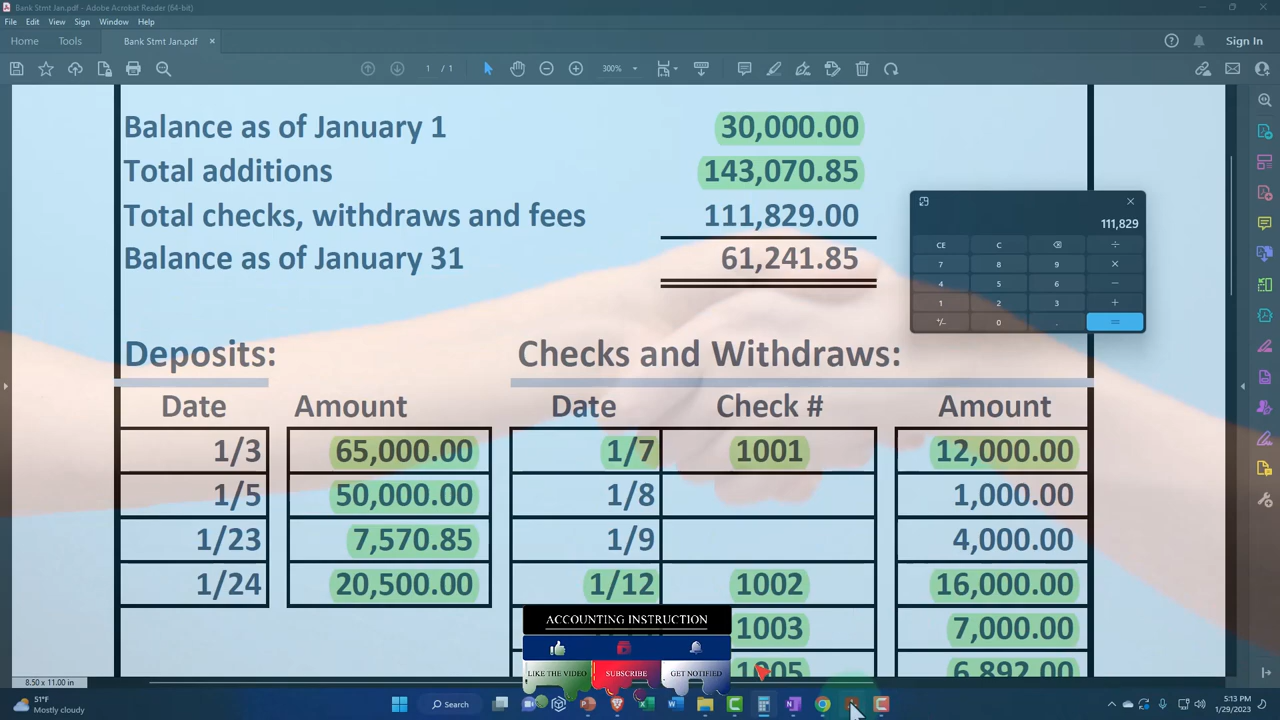 Bank Stmt Jan.pdf - Adobe Acrobat Reader (64-bit)
File Edit View Sign Window Help
Home Tools Bank Stmt Jan.pdf × Sign In
1 / 1 300%
Balance as of January 1 30,000.00
Total additions 143,070.85
Total checks, withdraws and fees 111,829.00
Balance as of January 31 61,241.85
111,829
CE C ÷
7 8 9 ×
4 5 6 −
1 2 3 +
+/− 0 . =
Deposits: Checks and Withdraws:
Date Amount Date Check # Amount
1/3 65,000.00 1/7 1001 12,000.00
1/5 50,000.00 1/8 1,000.00
1/23 7,570.85 1/9 4,000.00
1/24 20,500.00 1/12 1002 16,000.00
1003 7,000.00
1005 6,892.00
ACCOUNTING INSTRUCTION
LIKE THE VIDEO SUBSCRIBE GET NOTIFIED
8.50 x 11.00 in
51°F
Mostly cloudy
Search
5:13 PM
1/29/2023